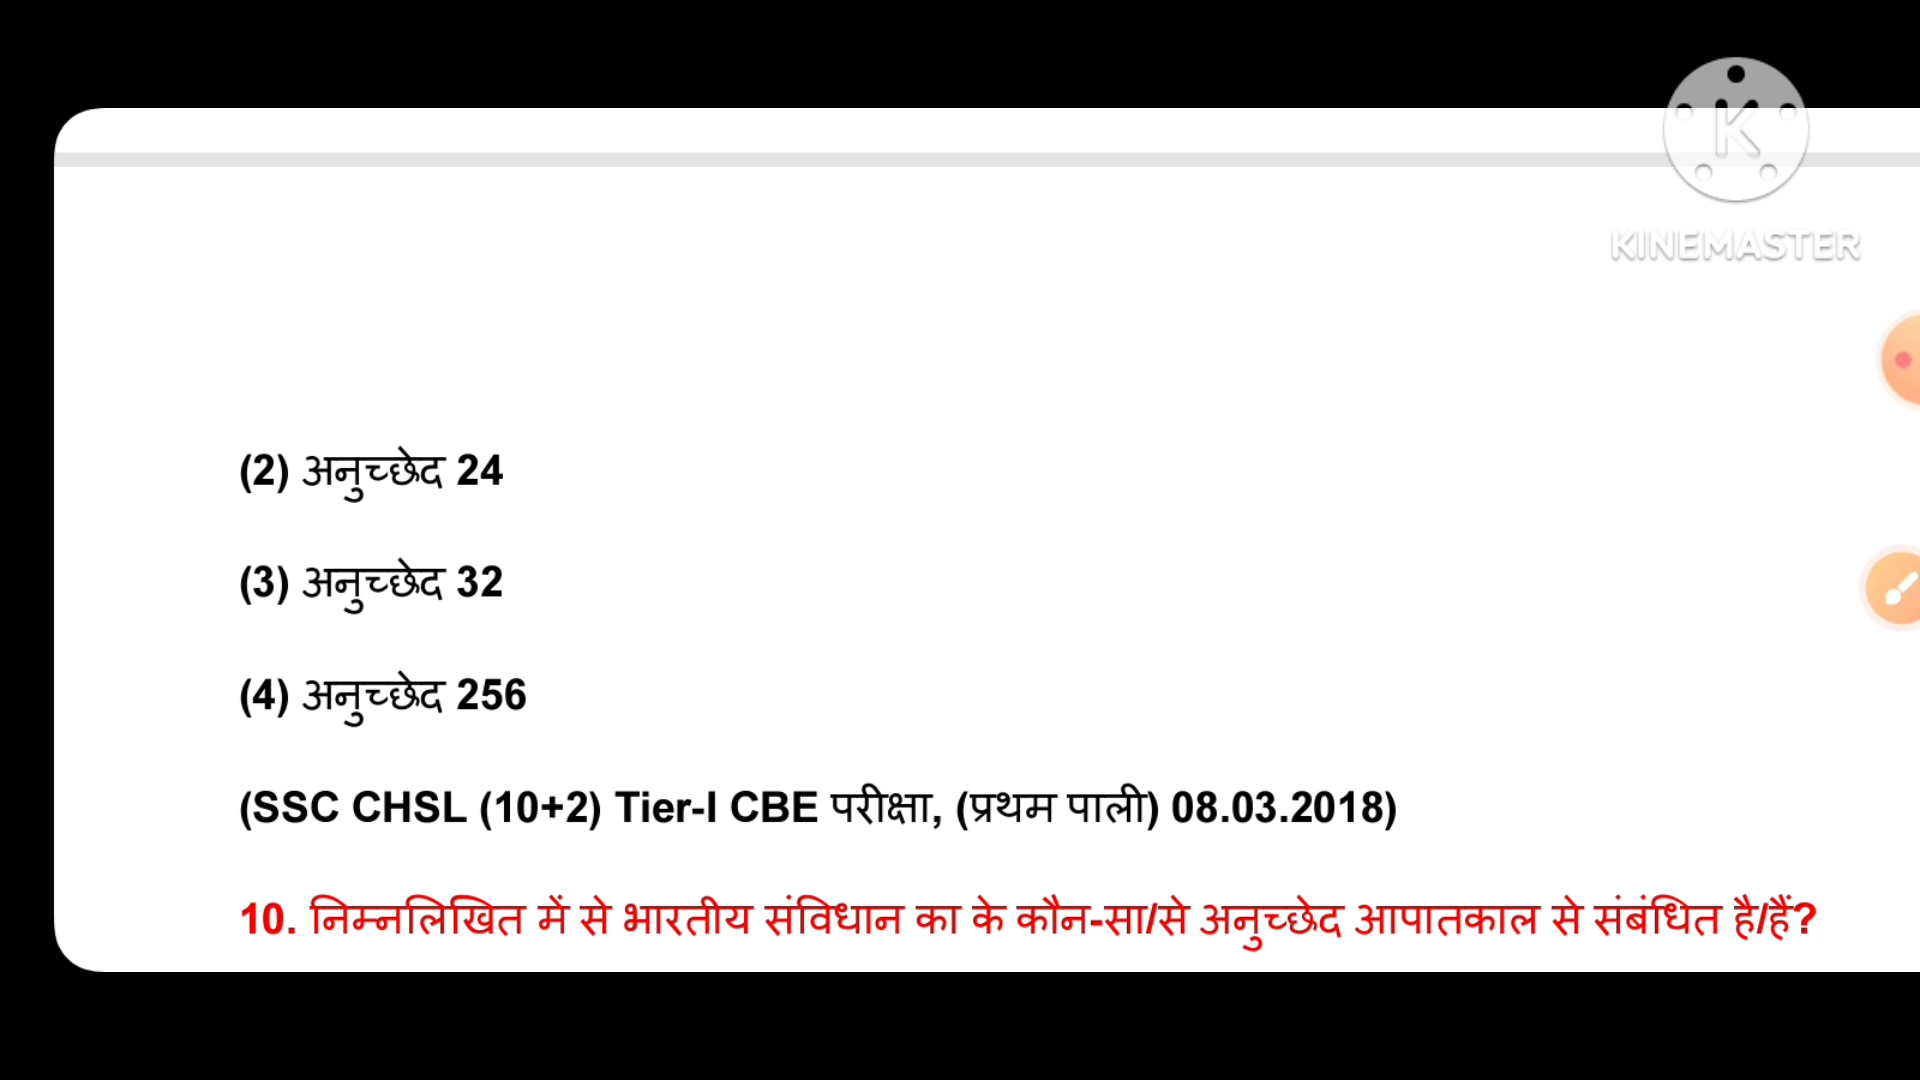 K
KINEMASTER
(2) अनुच्छेद 24
(3) अनुच्छेद 32
(4) अनुच्छेद 256
(SSC CHSL (10+2) Tier-I CBE परीक्षा, (प्रथम पाली) 08.03.2018)
10. निम्नलिखित में से भारतीय संविधान का के कौन-सा/से अनुच्छेद आपातकाल से संबंधित है/हैं?